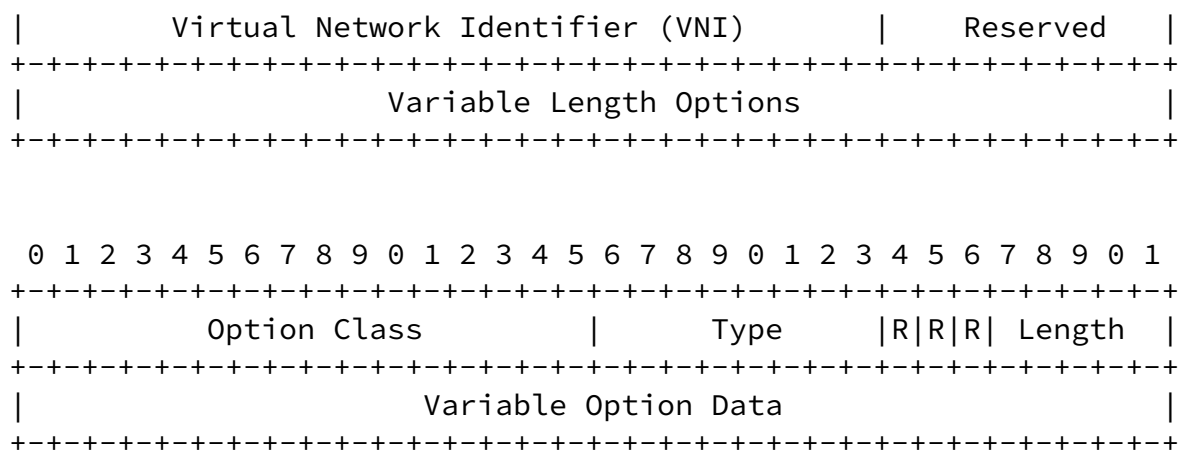 |        Virtual Network Identifier (VNI)       |    Reserved   |
+-+-+-+-+-+-+-+-+-+-+-+-+-+-+-+-+-+-+-+-+-+-+-+-+-+-+-+-+-+-+-+-+
|                    Variable Length Options                    |
+-+-+-+-+-+-+-+-+-+-+-+-+-+-+-+-+-+-+-+-+-+-+-+-+-+-+-+-+-+-+-+-+
 0 1 2 3 4 5 6 7 8 9 0 1 2 3 4 5 6 7 8 9 0 1 2 3 4 5 6 7 8 9 0 1
+-+-+-+-+-+-+-+-+-+-+-+-+-+-+-+-+-+-+-+-+-+-+-+-+-+-+-+-+-+-+-+-+
|          Option Class         |      Type     |R|R|R| Length  |
+-+-+-+-+-+-+-+-+-+-+-+-+-+-+-+-+-+-+-+-+-+-+-+-+-+-+-+-+-+-+-+-+
|                      Variable Option Data                     |
+-+-+-+-+-+-+-+-+-+-+-+-+-+-+-+-+-+-+-+-+-+-+-+-+-+-+-+-+-+-+-+-+